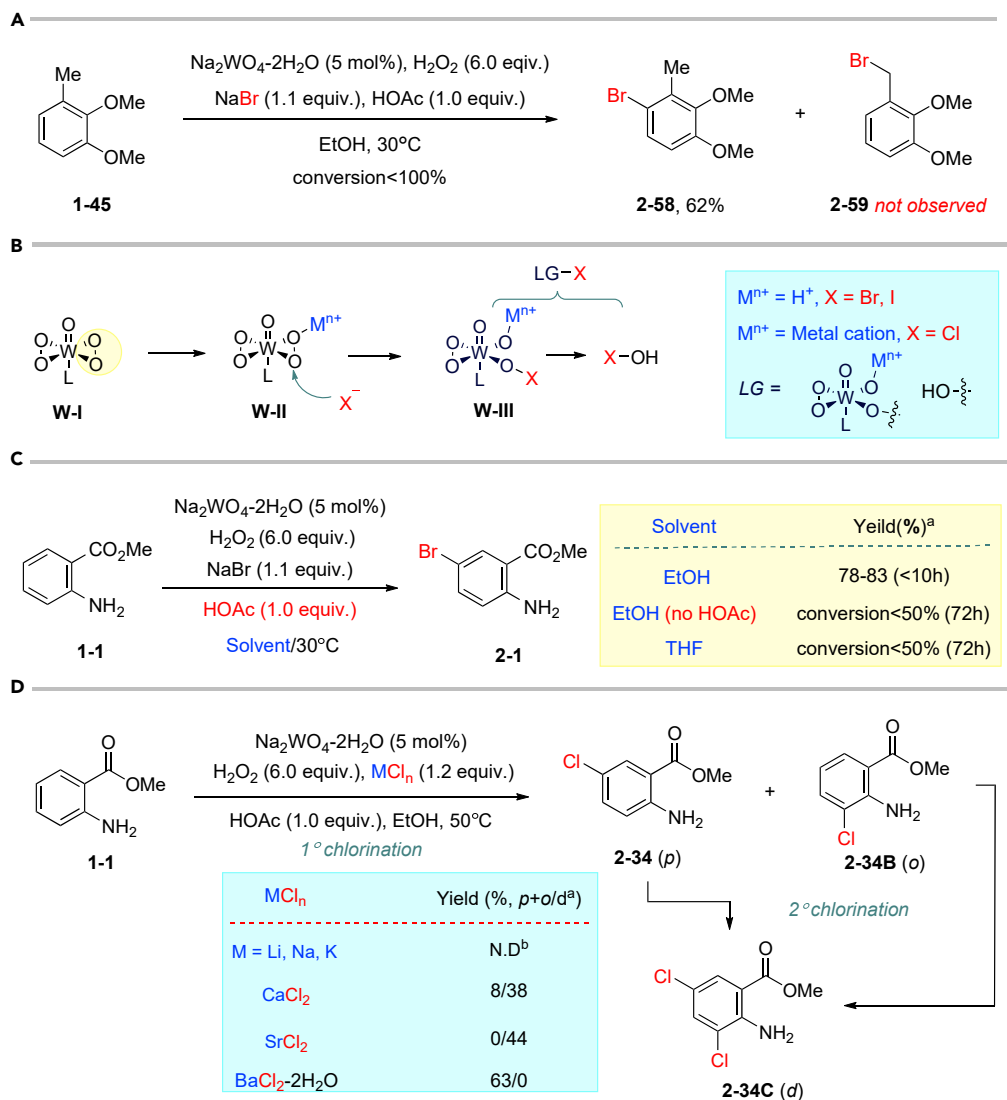 A
Na₂WO₄-2H₂O (5 mol%), H₂O₂ (6.0 eqiv.)
NaBr (1.1 equiv.), HOAc (1.0 equiv.)
EtOH, 30ºC
conversion<100%
Me
OMe
OMe
1-45
Me
Br
OMe
OMe
2-58, 62%
+
Br
OMe
OMe
2-59 not observed
B
O
O O W O O
L
W-I
O Mⁿ⁺
O O W O O
L
X⁻
W-II
LG–X
O Mⁿ⁺
O O W O O X
L
W-III
X–OH
Mⁿ⁺ = H⁺, X = Br, I
Mⁿ⁺ = Metal cation, X = Cl
LG =
O Mⁿ⁺
O O W O O
L
HO
C
Na₂WO₄-2H₂O (5 mol%)
H₂O₂ (6.0 equiv.)
NaBr (1.1 equiv.)
HOAc (1.0 equiv.)
Solvent/30ºC
CO₂Me
NH₂
1-1
Br
CO₂Me
NH₂
2-1
Solvent Yeild(%)ᵃ
EtOH 78-83 (<10h)
EtOH (no HOAc) conversion<50% (72h)
THF conversion<50% (72h)
D
Na₂WO₄-2H₂O (5 mol%)
H₂O₂ (6.0 equiv.), MClₙ (1.2 equiv.)
HOAc (1.0 equiv.), EtOH, 50ºC
1º chlorination
O
OMe
NH₂
1-1
Cl
O
OMe
NH₂
2-34 (p)
+
O
OMe
NH₂
Cl
2-34B (o)
2º chlorination
MClₙ Yield (%, p+o/dᵃ)
M = Li, Na, K N.Dᵇ
CaCl₂ 8/38
SrCl₂ 0/44
BaCl₂-2H₂O 63/0
Cl
O
OMe
NH₂
Cl
2-34C (d)